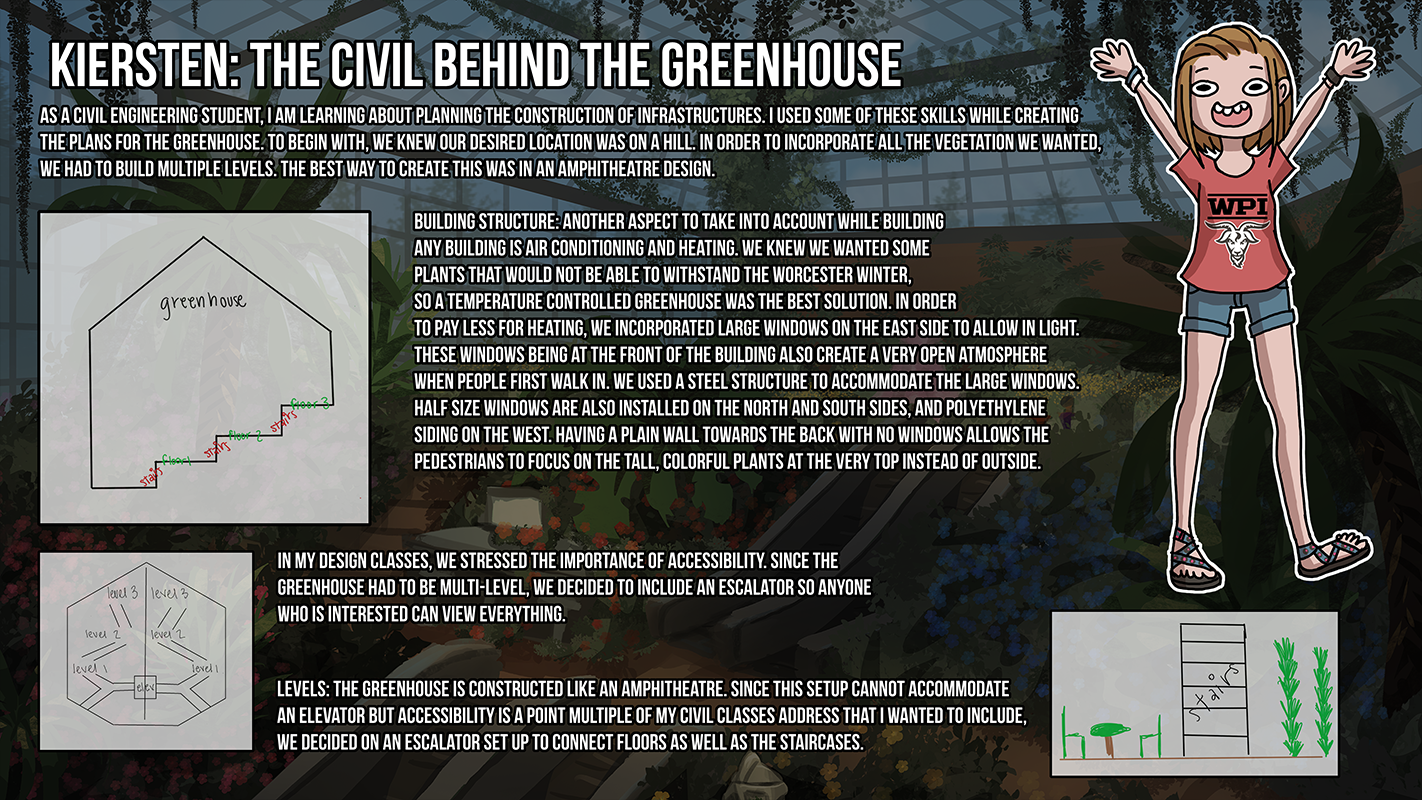 KIERSTEN: THE CIVIL BEHIND THE GREENHOUSE
AS A CIVIL ENGINEERING STUDENT, I AM LEARNING ABOUT PLANNING THE CONSTRUCTION OF INFRASTRUCTURES. I USED SOME OF THESE SKILLS WHILE CREATING
THE PLANS FOR THE GREENHOUSE. TO BEGIN WITH, WE KNEW OUR DESIRED LOCATION WAS ON A HILL. IN ORDER TO INCORPORATE ALL THE VEGETATION WE WANTED,
WE HAD TO BUILD MULTIPLE LEVELS. THE BEST WAY TO CREATE THIS WAS IN AN AMPHITHEATRE DESIGN.
WPI
greenhouse
floor 3
stairs
floor 2
stairs
floor 1
stairs
BUILDING STRUCTURE: ANOTHER ASPECT TO TAKE INTO ACCOUNT WHILE BUILDING
ANY BUILDING IS AIR CONDITIONING AND HEATING. WE KNEW WE WANTED SOME
PLANTS THAT WOULD NOT BE ABLE TO WITHSTAND THE WORCESTER WINTER,
SO A TEMPERATURE CONTROLLED GREENHOUSE WAS THE BEST SOLUTION. IN ORDER
TO PAY LESS FOR HEATING, WE INCORPORATED LARGE WINDOWS ON THE EAST SIDE TO ALLOW IN LIGHT.
THESE WINDOWS BEING AT THE FRONT OF THE BUILDING ALSO CREATE A VERY OPEN ATMOSPHERE
WHEN PEOPLE FIRST WALK IN. WE USED A STEEL STRUCTURE TO ACCOMMODATE THE LARGE WINDOWS.
HALF SIZE WINDOWS ARE ALSO INSTALLED ON THE NORTH AND SOUTH SIDES, AND POLYETHYLENE
SIDING ON THE WEST. HAVING A PLAIN WALL TOWARDS THE BACK WITH NO WINDOWS ALLOWS THE
PEDESTRIANS TO FOCUS ON THE TALL, COLORFUL PLANTS AT THE VERY TOP INSTEAD OF OUTSIDE.
level 3 level 3
level 2 level 2
level 1 level 1
elev
IN MY DESIGN CLASSES, WE STRESSED THE IMPORTANCE OF ACCESSIBILITY. SINCE THE
GREENHOUSE HAD TO BE MULTI-LEVEL, WE DECIDED TO INCLUDE AN ESCALATOR SO ANYONE
WHO IS INTERESTED CAN VIEW EVERYTHING.
LEVELS: THE GREENHOUSE IS CONSTRUCTED LIKE AN AMPHITHEATRE. SINCE THIS SETUP CANNOT ACCOMMODATE
AN ELEVATOR BUT ACCESSIBILITY IS A POINT MULTIPLE OF MY CIVIL CLASSES ADDRESS THAT I WANTED TO INCLUDE,
WE DECIDED ON AN ESCALATOR SET UP TO CONNECT FLOORS AS WELL AS THE STAIRCASES.
stairs